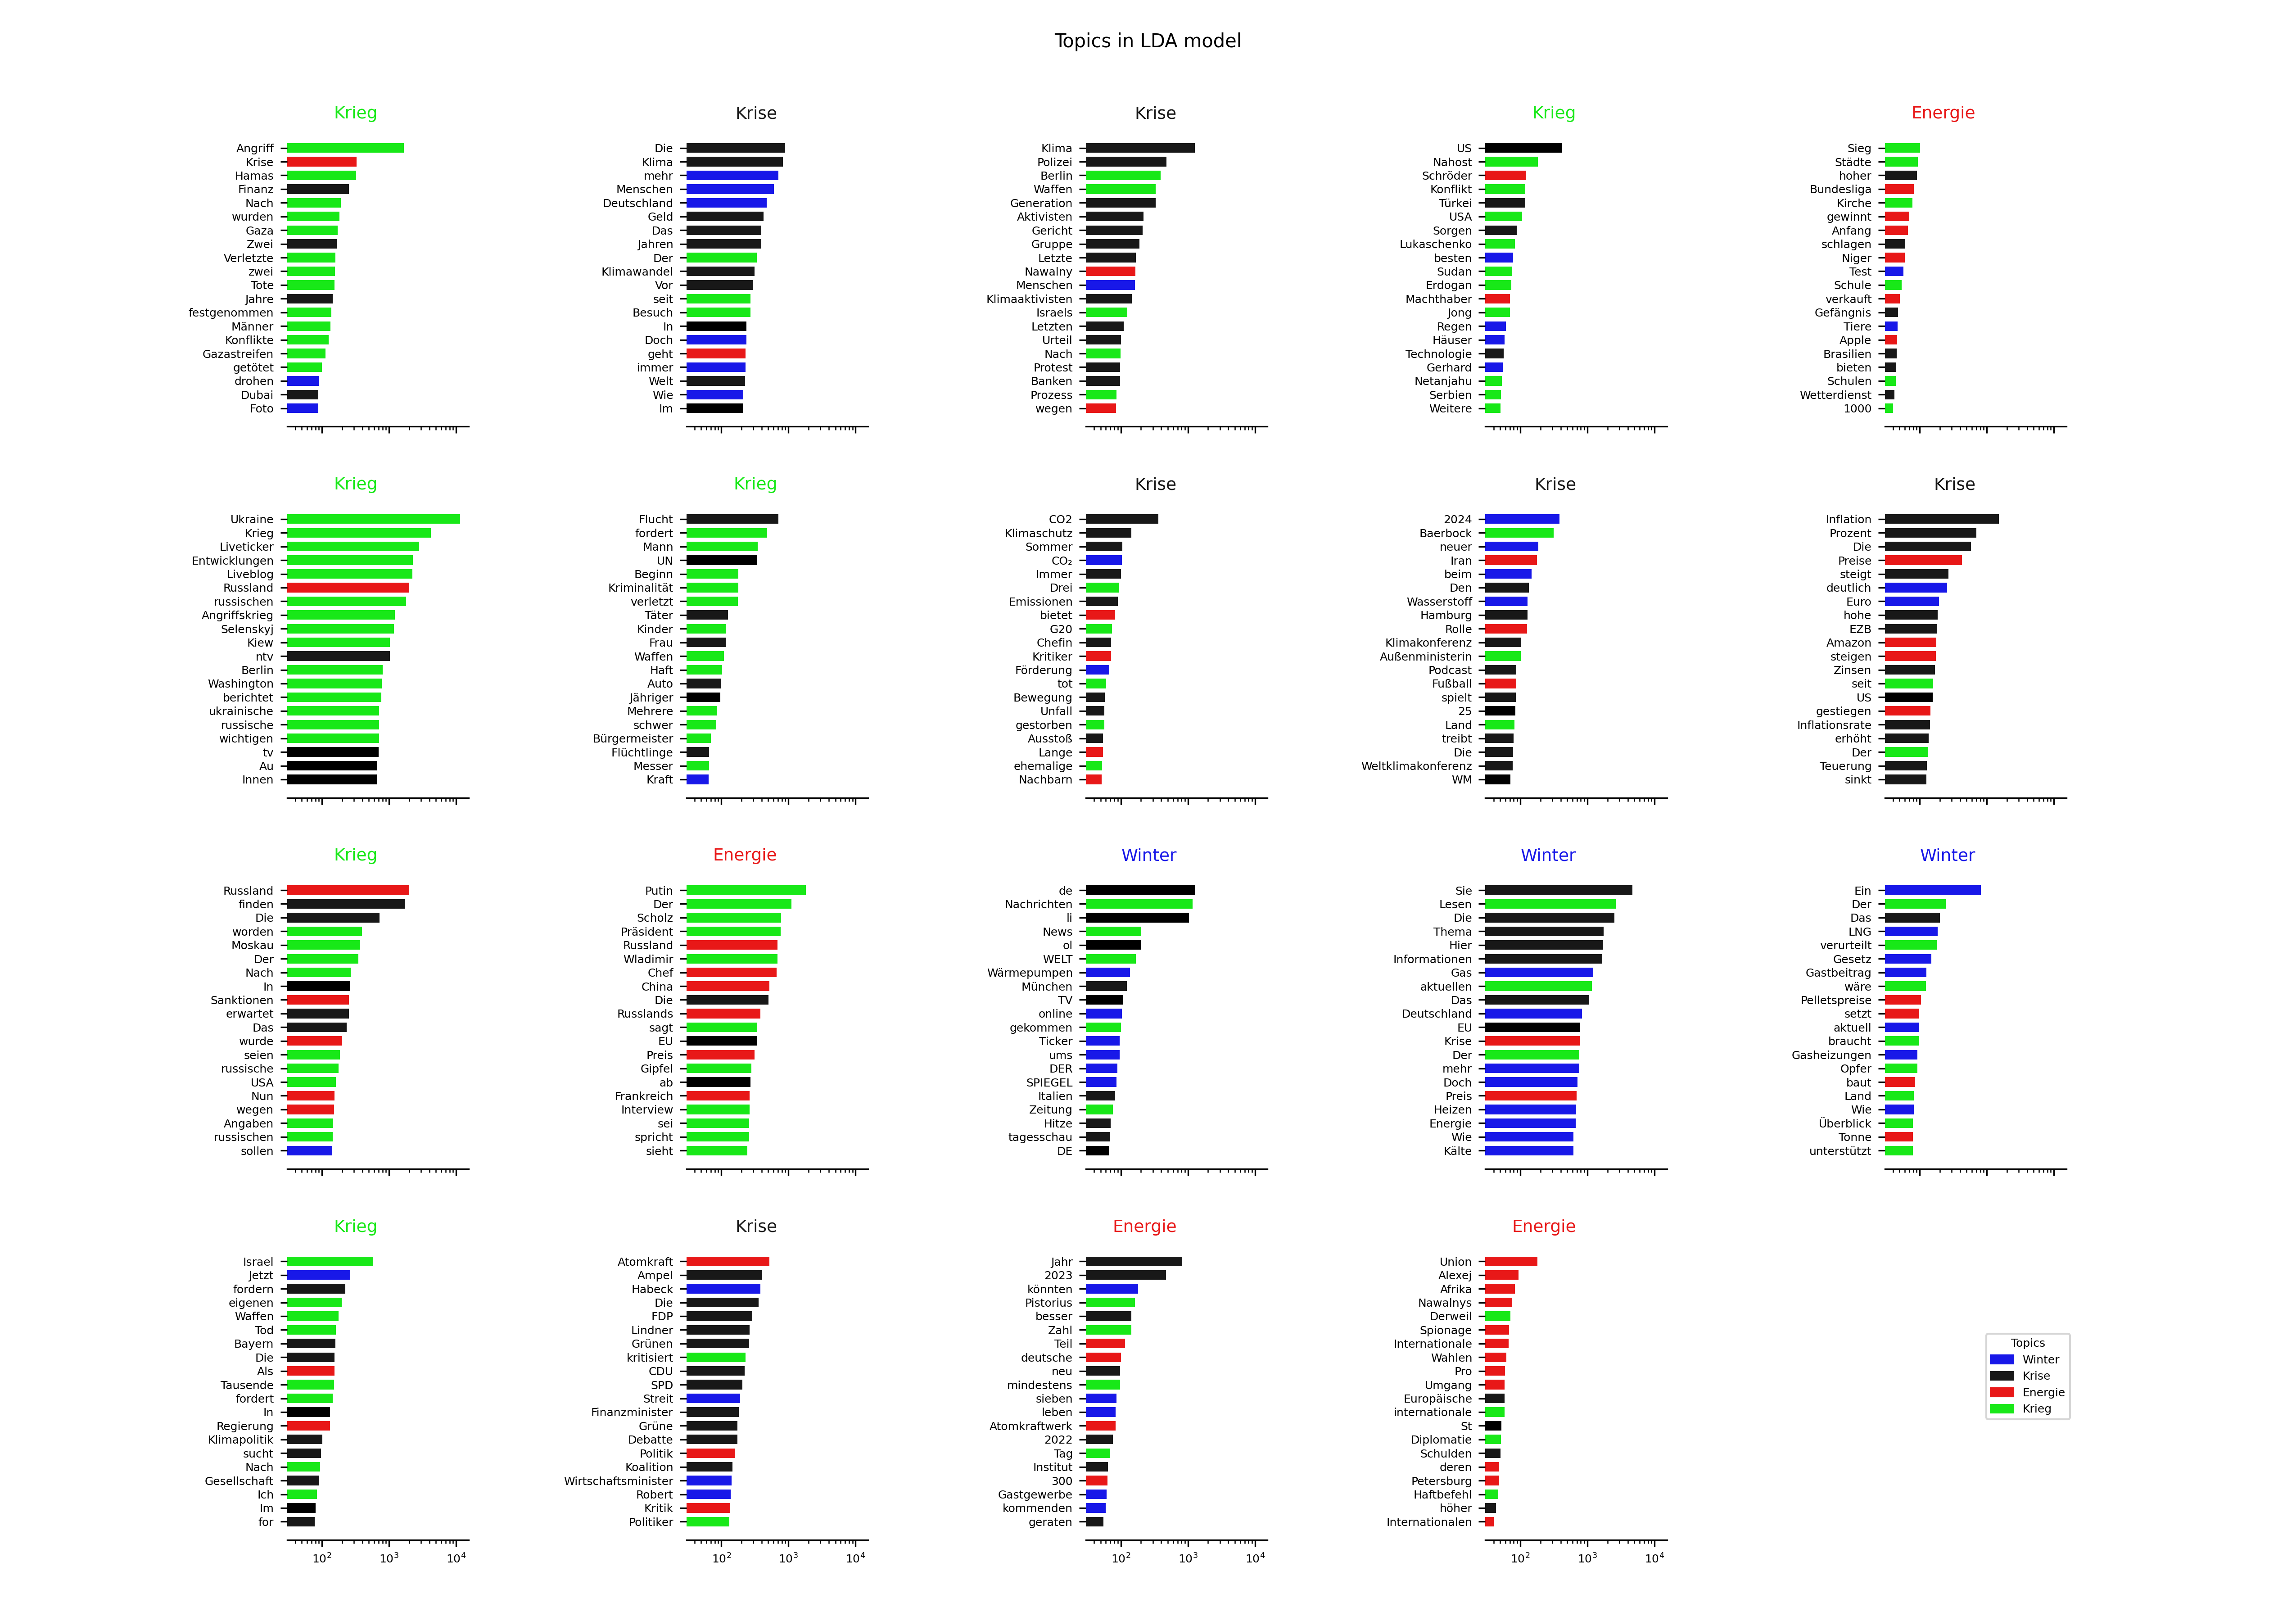 Topics in LDA model
Krieg
Angriff
Krise
Hamas
Finanz
Nach
wurden
Gaza
Zwei
Verletzte
zwei
Tote
Jahre
festgenommen
Männer
Konflikte
Gazastreifen
getötet
drohen
Dubai
Foto
Krise
Die
Klima
mehr
Menschen
Deutschland
Geld
Das
Jahren
Der
Klimawandel
Vor
seit
Besuch
In
Doch
geht
immer
Welt
Wie
Im
Krise
Klima
Polizei
Berlin
Waffen
Generation
Aktivisten
Gericht
Gruppe
Letzte
Nawalny
Menschen
Klimaaktivisten
Israels
Letzten
Urteil
Nach
Protest
Banken
Prozess
wegen
Krieg
US
Nahost
Schröder
Konflikt
Türkei
USA
Sorgen
Lukaschenko
besten
Sudan
Erdogan
Machthaber
Jong
Regen
Häuser
Technologie
Gerhard
Netanjahu
Serbien
Weitere
Energie
Sieg
Städte
hoher
Bundesliga
Kirche
gewinnt
Anfang
schlagen
Niger
Test
Schule
verkauft
Gefängnis
Tiere
Apple
Brasilien
bieten
Schulen
Wetterdienst
1000
Krieg
Ukraine
Krieg
Liveticker
Entwicklungen
Liveblog
Russland
russischen
Angriffskrieg
Selenskyj
Kiew
ntv
Berlin
Washington
berichtet
ukrainische
russische
wichtigen
tv
Au
Innen
Krieg
Flucht
fordert
Mann
UN
Beginn
Kriminalität
verletzt
Täter
Kinder
Frau
Waffen
Haft
Auto
Jähriger
Mehrere
schwer
Bürgermeister
Flüchtlinge
Messer
Kraft
Krise
CO2
Klimaschutz
Sommer
CO₂
Immer
Drei
Emissionen
bietet
G20
Chefin
Kritiker
Förderung
tot
Bewegung
Unfall
gestorben
Ausstoß
Lange
ehemalige
Nachbarn
Krise
2024
Baerbock
neuer
Iran
beim
Den
Wasserstoff
Hamburg
Rolle
Klimakonferenz
Außenministerin
Podcast
Fußball
spielt
25
Land
treibt
Die
Weltklimakonferenz
WM
Krise
Inflation
Prozent
Die
Preise
steigt
deutlich
Euro
hohe
EZB
Amazon
steigen
Zinsen
seit
US
gestiegen
Inflationsrate
erhöht
Der
Teuerung
sinkt
Krieg
Russland
finden
Die
worden
Moskau
Der
Nach
In
Sanktionen
erwartet
Das
wurde
seien
russische
USA
Nun
wegen
Angaben
russischen
sollen
Energie
Putin
Der
Scholz
Präsident
Russland
Wladimir
Chef
China
Die
Russlands
sagt
EU
Preis
Gipfel
ab
Frankreich
Interview
sei
spricht
sieht
Winter
de
Nachrichten
li
News
ol
WELT
Wärmepumpen
München
TV
online
gekommen
Ticker
ums
DER
SPIEGEL
Italien
Zeitung
Hitze
tagesschau
DE
Winter
Sie
Lesen
Die
Thema
Hier
Informationen
Gas
aktuellen
Das
Deutschland
EU
Krise
Der
mehr
Doch
Preis
Heizen
Energie
Wie
Kälte
Winter
Ein
Der
Das
LNG
verurteilt
Gesetz
Gastbeitrag
wäre
Pelletspreise
setzt
aktuell
braucht
Gasheizungen
Opfer
baut
Land
Wie
Überblick
Tonne
unterstützt
Krieg
Israel
Jetzt
fordern
eigenen
Waffen
Tod
Bayern
Die
Als
Tausende
fordert
In
Regierung
Klimapolitik
sucht
Nach
Gesellschaft
Ich
Im
for
10² 10³ 10⁴
Krise
Atomkraft
Ampel
Habeck
Die
FDP
Lindner
Grünen
kritisiert
CDU
SPD
Streit
Finanzminister
Grüne
Debatte
Politik
Koalition
Wirtschaftsminister
Robert
Kritik
Politiker
10² 10³ 10⁴
Energie
Jahr
2023
könnten
Pistorius
besser
Zahl
Teil
deutsche
neu
mindestens
sieben
leben
Atomkraftwerk
2022
Tag
Institut
300
Gastgewerbe
kommenden
geraten
10² 10³ 10⁴
Energie
Union
Alexej
Afrika
Nawalnys
Derweil
Spionage
Internationale
Wahlen
Pro
Umgang
Europäische
internationale
St
Diplomatie
Schulden
deren
Petersburg
Haftbefehl
höher
Internationalen
10² 10³ 10⁴
Topics
Winter
Krise
Energie
Krieg